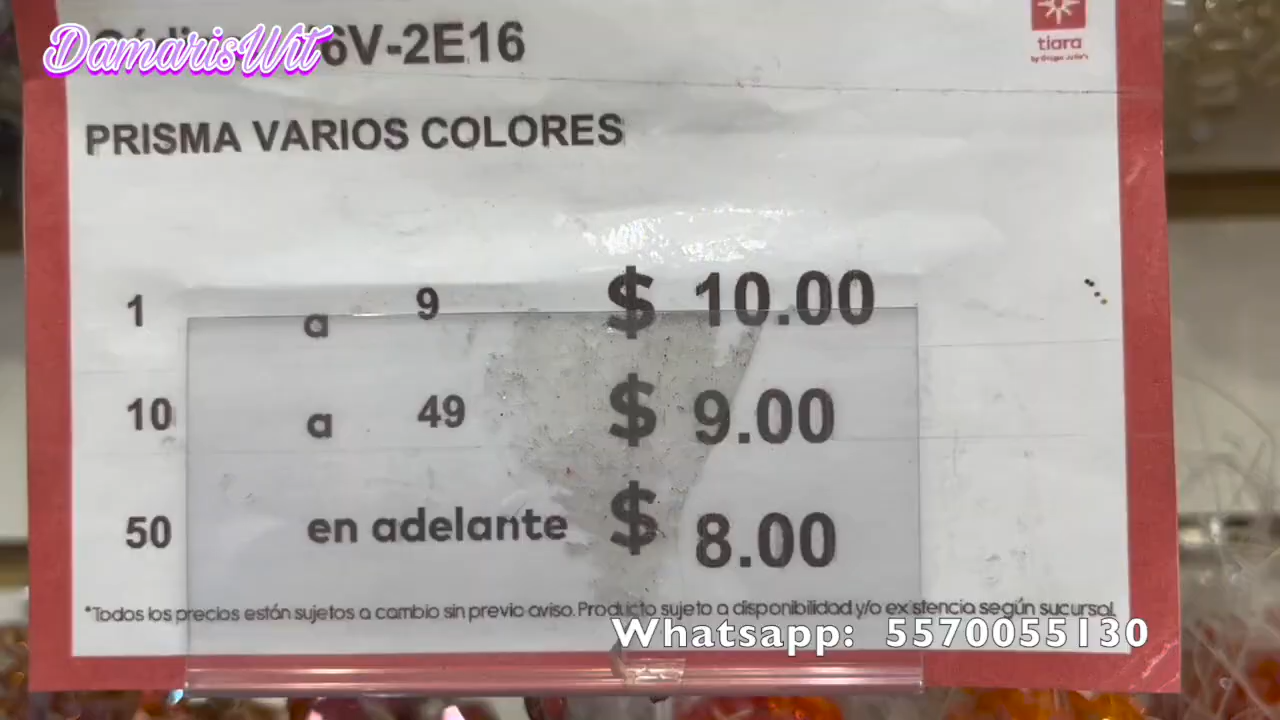 DamarisWit
6V-2E16
tiara
PRISMA VARIOS COLORES
1 a 9 $ 10.00
10 a 49 $ 9.00
50 en adelante $ 8.00
*Todos los precios están sujetos a cambio sin previo aviso. Producto sujeto a disponibilidad y/o existencia según sucursal.
Whatsapp: 5570055130